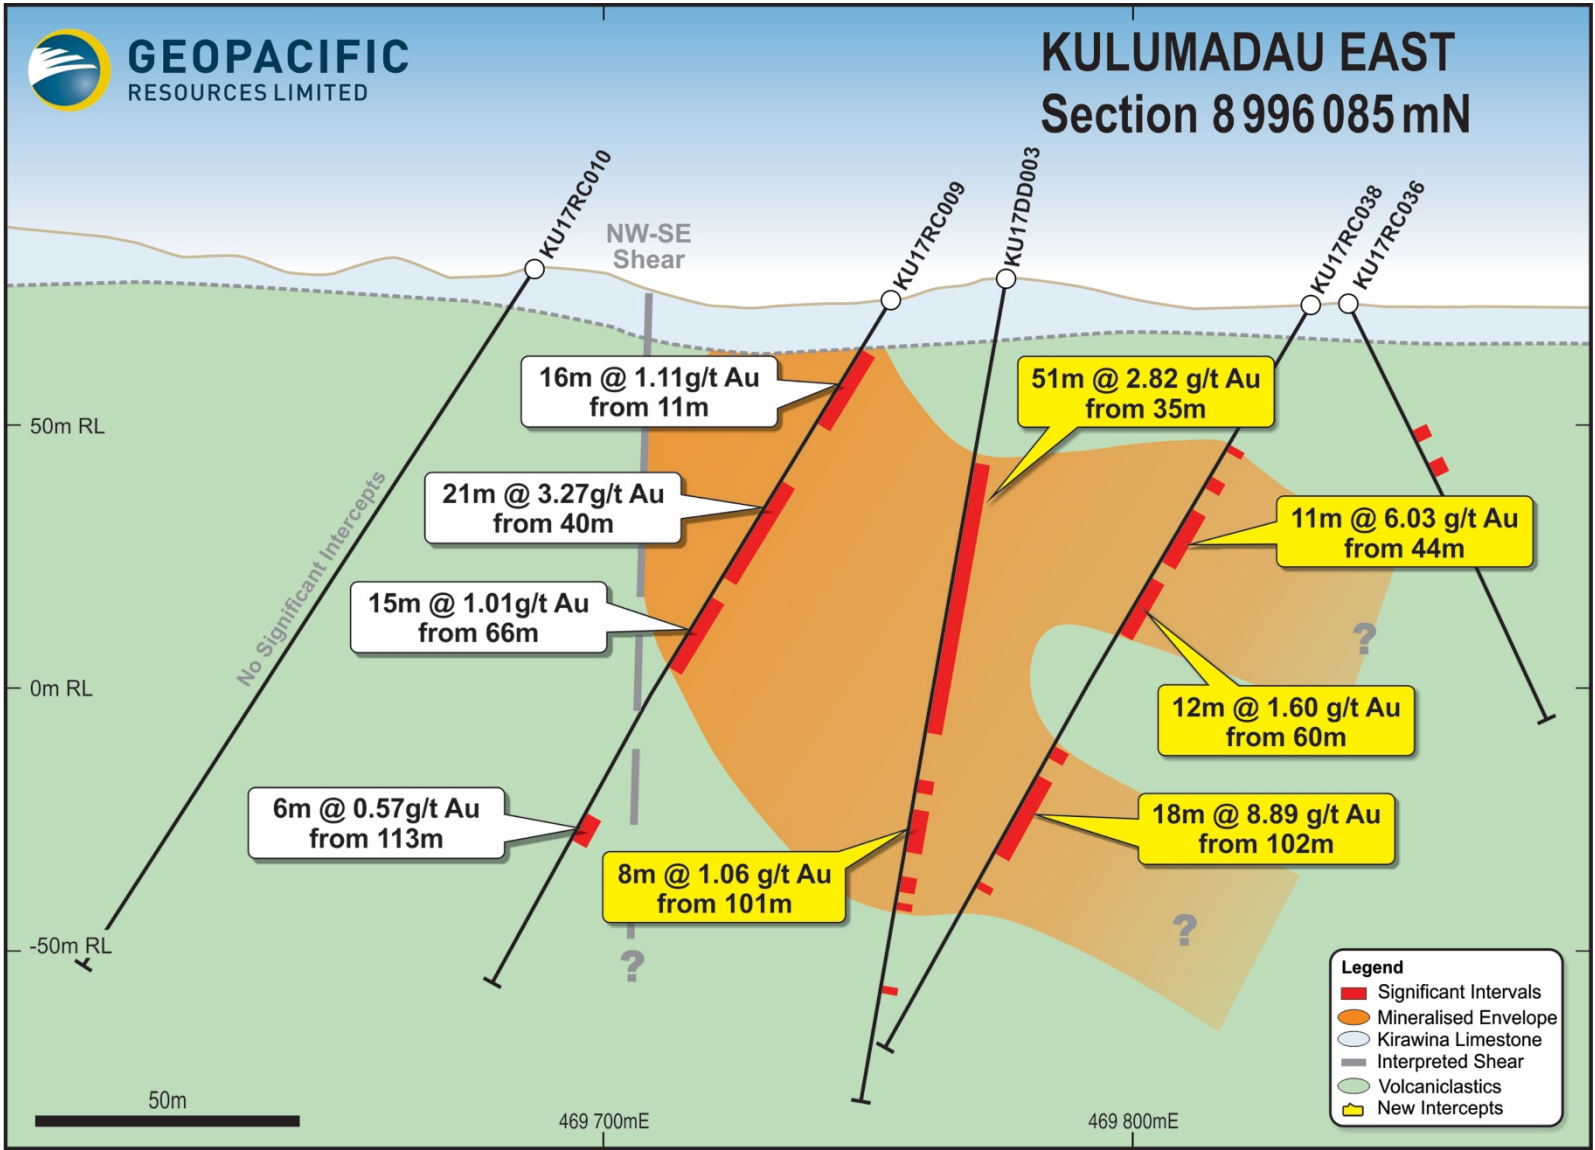 GEOPACIFIC
RESOURCES LIMITED
KULUMADAU EAST
Section 8 996 085 mN
KU17RC010
KU17RC009
KU17DD003
KU17RC038
KU17RC036
NW-SE
Shear
16m @ 1.11g/t Au
from 11m
51m @ 2.82 g/t Au
from 35m
50m RL
21m @ 3.27g/t Au
from 40m
11m @ 6.03 g/t Au
from 44m
No Significant Intercepts
15m @ 1.01g/t Au
from 66m
?
0m RL
12m @ 1.60 g/t Au
from 60m
6m @ 0.57g/t Au
from 113m
18m @ 8.89 g/t Au
from 102m
8m @ 1.06 g/t Au
from 101m
?
-50m RL
?
Legend
Significant Intervals
Mineralised Envelope
Kirawina Limestone
Interpreted Shear
Volcaniclastics
New Intercepts
50m
469 700mE
469 800mE